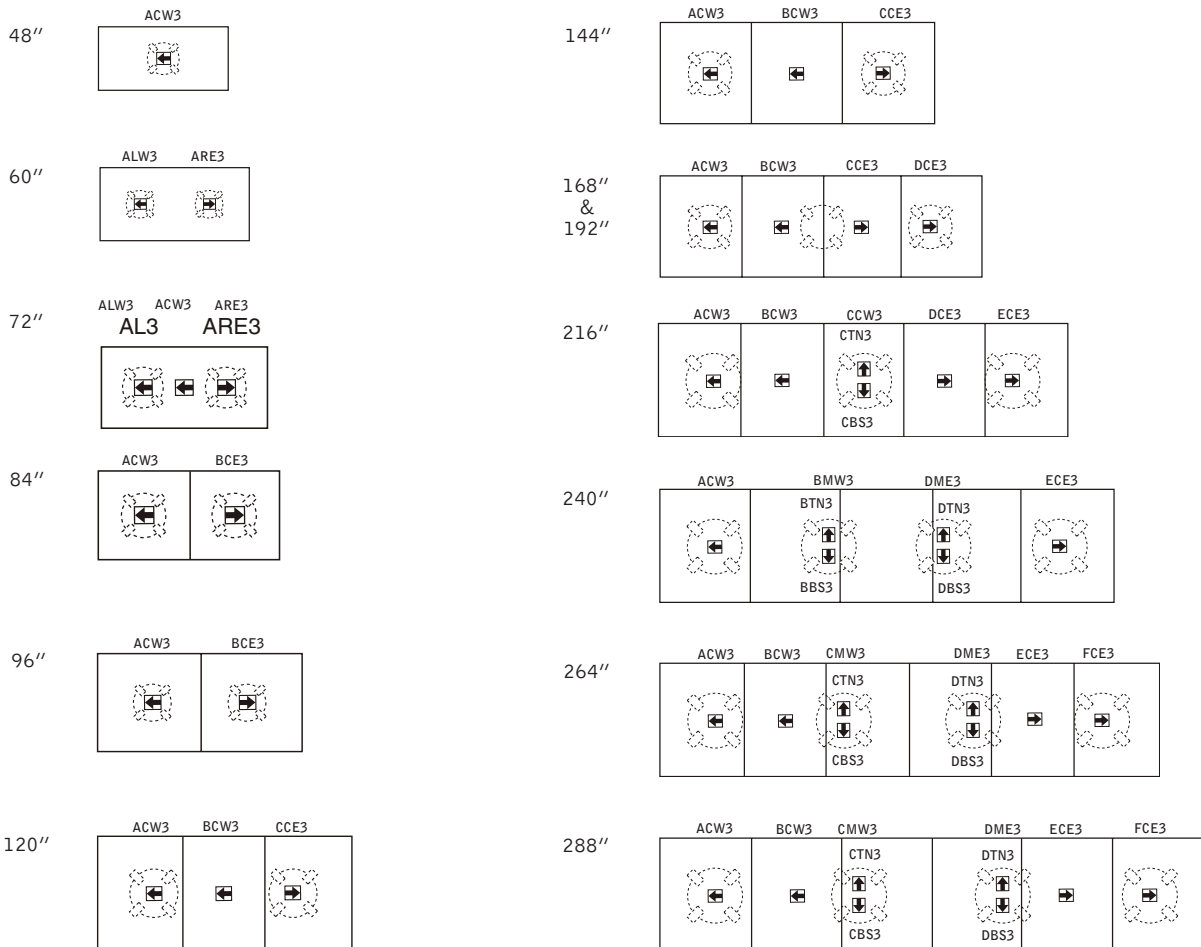 48″
ACW3
60″
ALW3 ARE3
72″
ALW3 ACW3 ARE3
AL3 ARE3
84″
ACW3 BCE3
96″
ACW3 BCE3
120″
ACW3 BCW3 CCE3
144″
ACW3 BCW3 CCE3
168″
&
192″
ACW3 BCW3 CCE3 DCE3
216″
ACW3 BCW3 CCW3 DCE3 ECE3
CTN3
CBS3
240″
ACW3 BMW3 DME3 ECE3
BTN3 DTN3
BBS3 DBS3
264″
ACW3 BCW3 CMW3 DME3 ECE3 FCE3
CTN3 DTN3
CBS3 DBS3
288″
ACW3 BCW3 CMW3 DME3 ECE3 FCE3
CTN3 DTN3
CBS3 DBS3